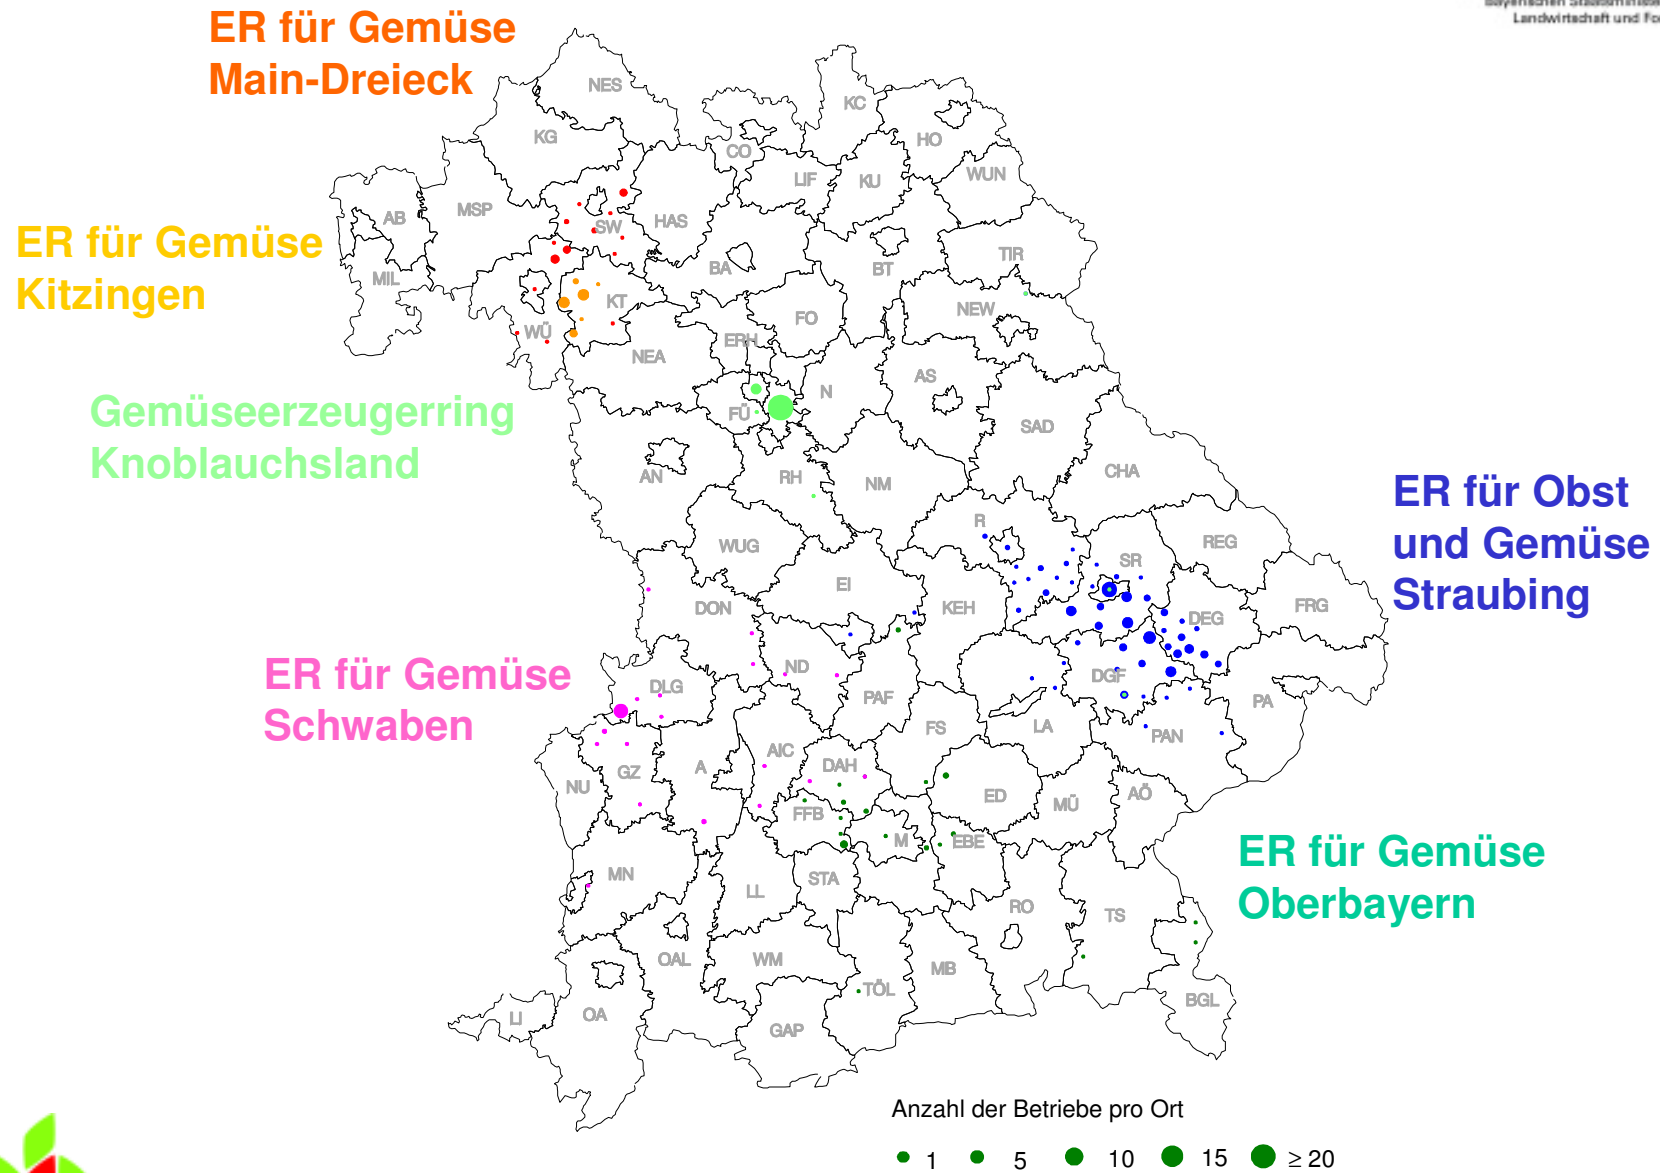 Landwirtschaft und
ER für Gemüse
Main-Dreieck
ER für Gemüse
Kitzingen
Gemüseerzeugerring
Knoblauchsland
ER für Obst
und Gemüse
Straubing
ER für Gemüse
Schwaben
ER für Gemüse
Oberbayern
NES
KC
KG
HO
CO
WUN
LIF
KU
MSP
AB
HAS
SW
TIR
BA
BT
MIL
KT
NEW
FO
WÜ
ERH
NEA
AS
N
FÜ
SAD
CHA
AN
RH
NM
R
WUG
REG
SR
EI
DON
KEH
FRG
DEG
ND
DGF
DLG
PAF
PA
FS
LA
PAN
AIC
DAH
A
GZ
NU
ED
MÜ
AÖ
FFB
M
EBE
MN
STA
LL
RO
TS
OAL
WM
MB
TÖL
BGL
LI
OA
GAP
Anzahl der Betriebe pro Ort
1 5 10 15 ≥ 20